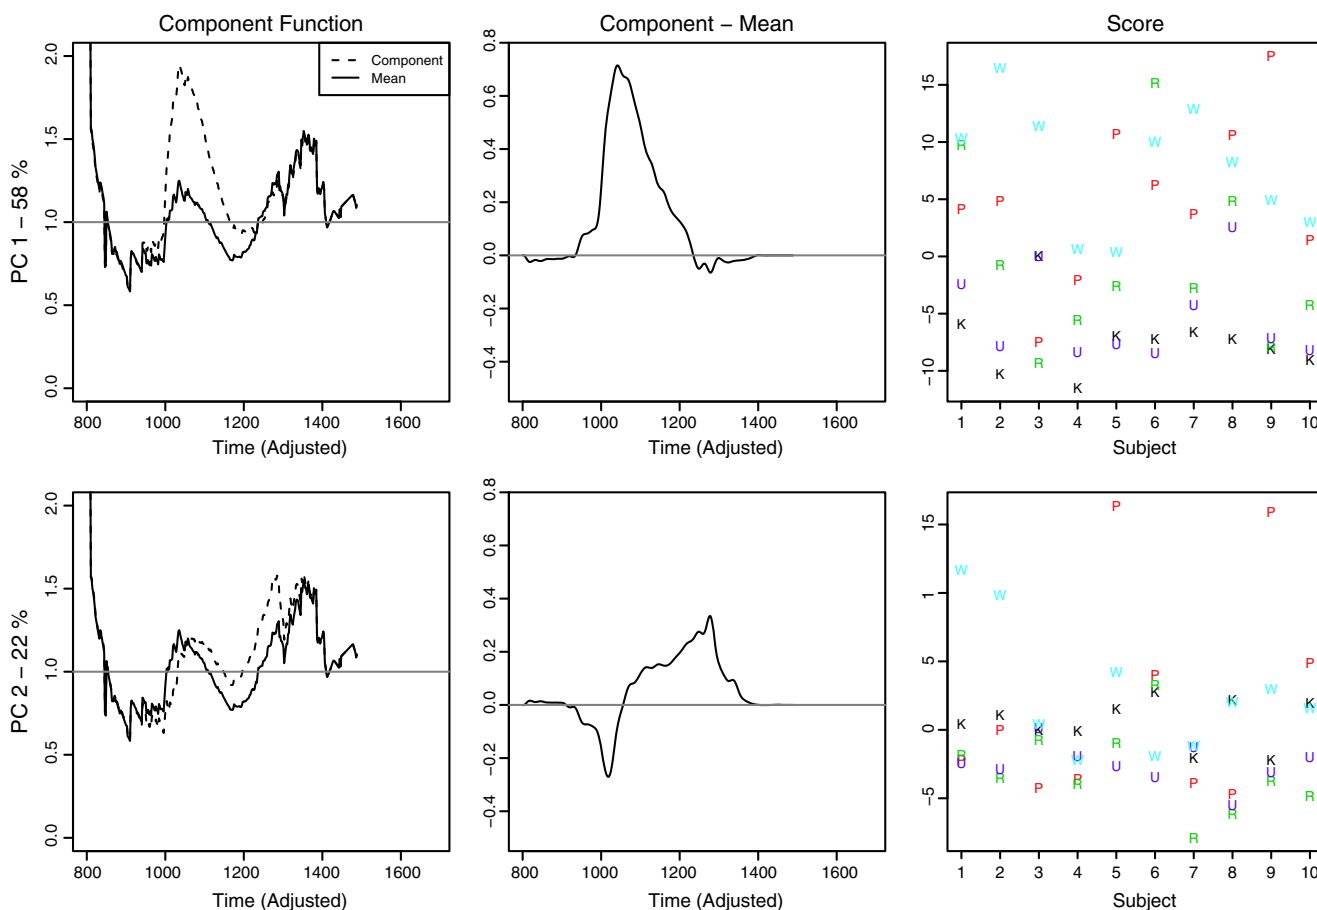 Component Function
Component – Mean
Score
PC 1 – 58 %
2.0
1.5
1.0
0.5
0.0
Component
Mean
800 1000 1200 1400 1600
Time (Adjusted)
0.8
0.6
0.4
0.2
0.0
−0.2
−0.4
800 1000 1200 1400 1600
Time (Adjusted)
15
10
5
0
−5
−10
W R P U K
W P R U K
W K U P R
W P R U K
P W R K U
R W P K U
W P R U K
P W R U K
P W U R K
W P R U K
1 2 3 4 5 6 7 8 9 10
Subject
PC 2 – 22 %
2.0
1.5
1.0
0.5
0.0
800 1000 1200 1400 1600
Time (Adjusted)
0.8
0.6
0.4
0.2
0.0
−0.2
−0.4
800 1000 1200 1400 1600
Time (Adjusted)
15
1
5
0
−5
W K R P U
W K P U R
W K U R P
K U W P R
P W K R U
P R K W U
W U K P R
K W P U R
P W K U R
P K W U R
1 2 3 4 5 6 7 8 9 10
Subject